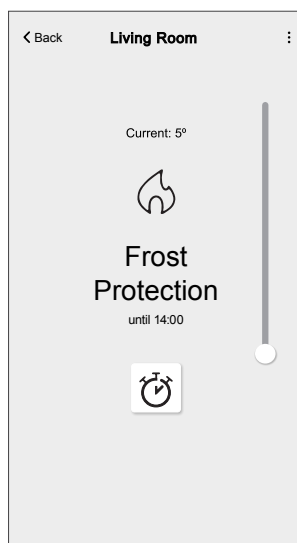 Back
Living Room
Current: 5º
Frost
Protection
until 14:00